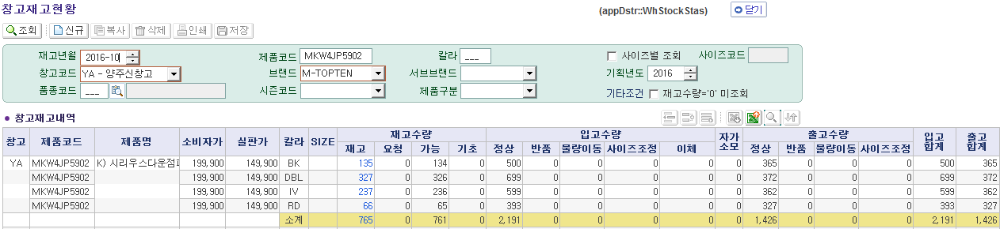 창고재고현황 (appDstr::WhStockStas) 닫기
조회 신규 복사 삭제 인쇄 저장
재고년월 2016-10 제품코드 MKW4JP5902 칼라 ___ 사이즈별 조회 사이즈코드
창고코드 YA - 양주신창고 브랜드 M-TOPTEN 서브브랜드 기획년도 2016
품종코드 ___ 시즌코드 제품구분 기타조건 재고수량='0' 미조회
창고재고내역
창고 제품코드 제품명 소비자가 실판가 칼라 SIZE 재고수량 입고수량 자가소모 출고수량 입고합계 출고합계
재고 요청 가능 기초 정상 반품 물량이동 사이즈조정 이체 정상 반품 물량이동 사이즈조정
YA MKW4JP5902 K) 시리우스다운점퍼 199,900 149,900 BK 135 0 134 0 500 0 0 0 0 0 365 0 0 0 500 365
MKW4JP5902 199,900 149,900 DBL 327 0 326 0 699 0 0 0 0 0 372 0 0 0 699 372
MKW4JP5902 199,900 149,900 IV 237 0 236 0 599 0 0 0 0 0 362 0 0 0 599 362
MKW4JP5902 199,900 149,900 RD 66 0 65 0 393 0 0 0 0 0 327 0 0 0 393 327
소계 765 0 761 0 2,191 0 0 0 0 0 1,426 0 0 0 2,191 1,426